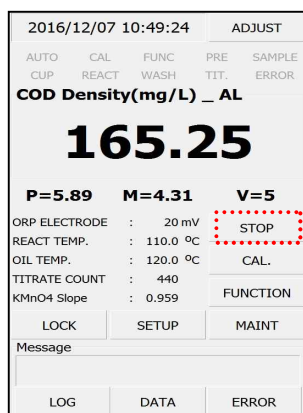 2016/12/07 10:49:24 ADJUST
AUTO CAL FUNC PRE SAMPLE
CUP REACT WASH TIT. ERROR
COD Density(mg/L) _ AL
165.25
P=5.89 M=4.31 V=5
ORP ELECTRODE : 20 mV
STOP
REACT TEMP. : 110.0 ºC
OIL TEMP. : 120.0 ºC
CAL.
TITRATE COUNT : 440
KMnO4 Slope : 0.959
FUNCTION
LOCK SETUP MAINT
Message
LOG DATA ERROR